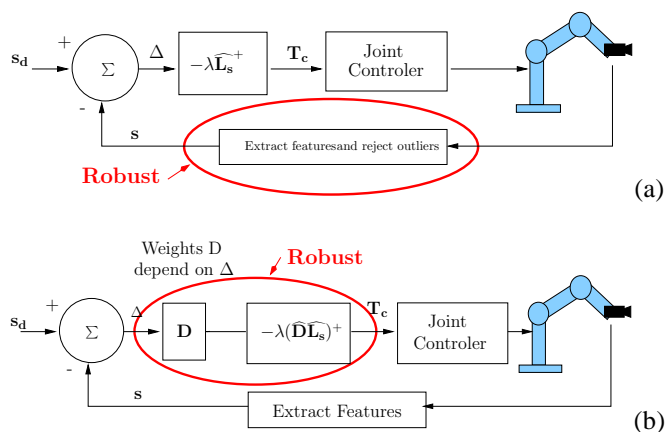 +
s_d
Σ
Δ
-
−λL̂_s⁺
T_c
Joint
Controler
s
Extract featuresand reject outliers
Robust
(a)
Weights D
depend on Δ
Robust
+
s_d
Σ
Δ
-
D
−λ(D̂L̂_s)⁺
T_c
Joint
Controler
s
Extract Features
(b)